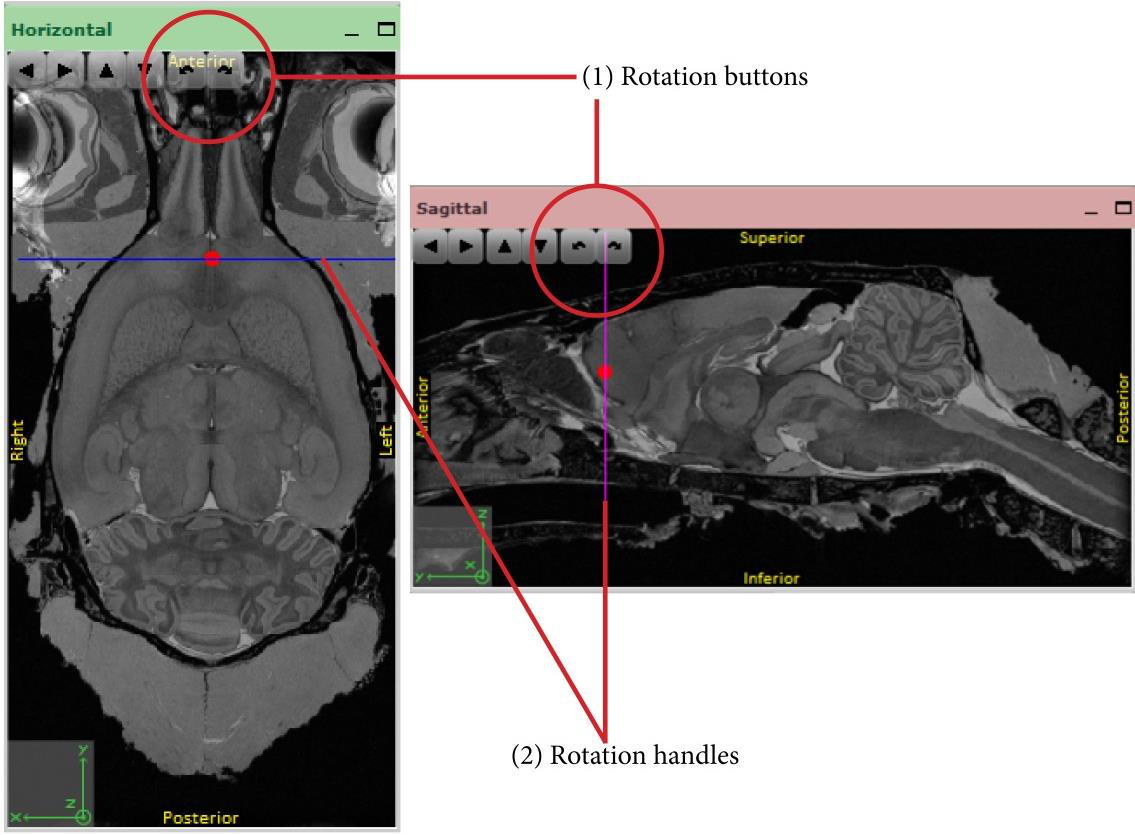 Horizontal
Anterior
(1) Rotation buttons
Sagittal
Superior
Right
Left
Anterior
Posterior
z
x
y
Inferior
y
z
x
Posterior
(2) Rotation handles